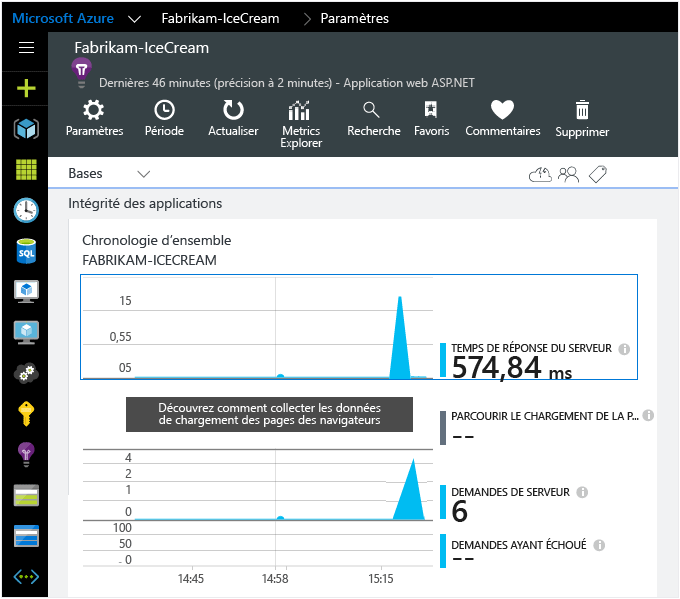 Microsoft Azure Fabrikam-IceCream Paramètres
Fabrikam-IceCream
Dernières 46 minutes (précision à 2 minutes) - Application web ASP.NET
Paramètres Période Actualiser Metrics Explorer Recherche Favoris Commentaires Supprimer
Bases
Intégrité des applications
Chronologie d'ensemble
FABRIKAM-ICECREAM
15
0,55
05
TEMPS DE RÉPONSE DU SERVEUR
574,84 ms
Découvrez comment collecter les données
de chargement des pages des navigateurs
PARCOURIR LE CHARGEMENT DE LA P...
--
4
2
1
0
DEMANDES DE SERVEUR
6
100
50
0
DEMANDES AYANT ÉCHOUÉ
--
14:45 14:58 15:15
SQL